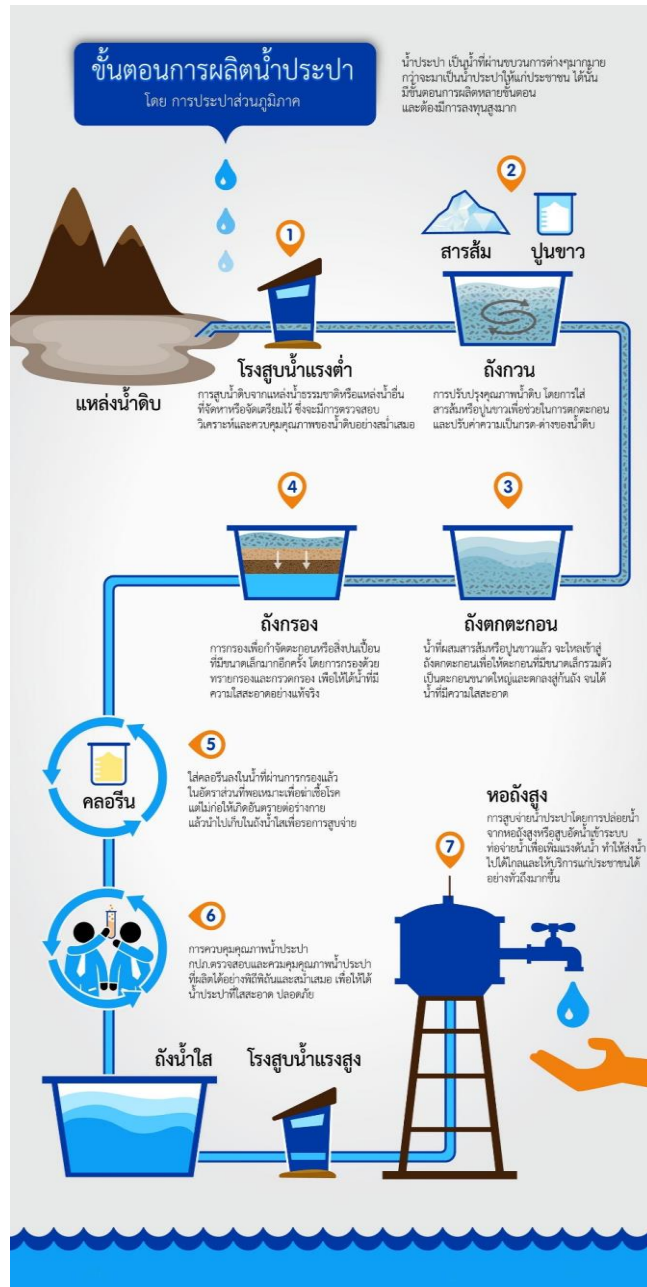 ขั้นตอนการผลิตน้ำประปา
โดย การประปาส่วนภูมิภาค
น้ำประปา เป็นน้ำที่ผ่านขบวนการต่างๆมากมาย
กว่าจะมาเป็นน้ำประปาให้แก่ประชาชน ได้นั้น
มีขั้นตอนการผลิตหลายขั้นตอน
และต้องมีการลงทุนสูงมาก
1
2
สารส้ม
ปูนขาว
แหล่งน้ำดิบ
โรงสูบน้ำแรงต่ำ
การสูบน้ำดิบจากแหล่งน้ำธรรมชาติหรือแหล่งน้ำอื่น
ที่จัดหาหรือจัดเตรียมไว้ ซึ่งจะมีการตรวจสอบ
วิเคราะห์และควบคุมคุณภาพของน้ำดิบอย่างสม่ำเสมอ
ถังกวน
การปรับปรุงคุณภาพน้ำดิบ โดยการใส่
สารส้มหรือปูนขาวเพื่อช่วยในการตกตะกอน
และปรับค่าความเป็นกรด-ด่างของน้ำดิบ
3
ถังตกตะกอน
น้ำที่ผสมสารส้มหรือปูนขาวแล้ว จะไหลเข้าสู่
ถังตกตะกอนเพื่อให้ตะกอนที่มีขนาดเล็กรวมตัว
เป็นตะกอนขนาดใหญ่และตกลงสู่ก้นถัง จนได้
น้ำที่มีความใสสะอาด
4
ถังกรอง
การกรองเพื่อกำจัดตะกอนหรือสิ่งปนเปื้อน
ที่มีขนาดเล็กมากอีกครั้ง โดยการกรองด้วย
ทรายกรองและกรวดกรอง เพื่อให้ได้น้ำที่มี
ความใสสะอาดอย่างแท้จริง
คลอรีน
5
ใส่คลอรีนลงในน้ำที่ผ่านการกรองแล้ว
ในอัตราส่วนที่พอเหมาะเพื่อฆ่าเชื้อโรค
แต่ไม่ก่อให้เกิดอันตรายต่อร่างกาย
แล้วนำไปเก็บในถังน้ำใสเพื่อรอการสูบจ่าย
6
การควบคุมคุณภาพน้ำประปา
กปภ.ตรวจสอบและควมคุมคุณภาพน้ำประปา
ที่ผลิตได้อย่างพิถีพิถันและสม่ำเสมอ เพื่อให้ได้
น้ำประปาที่ใสสะอาด ปลอดภัย
ถังน้ำใส
โรงสูบน้ำแรงสูง
7
หอถังสูง
การสูบจ่ายน้ำประปาโดยการปล่อยน้ำ
จากหอถังสูงหรือสูบอัดน้ำเข้าระบบ
ท่อจ่ายน้ำเพื่อเพิ่มแรงดันน้ำ ทำให้ส่งน้ำ
ไปได้ไกลและให้บริการแก่ประชาชนได้
อย่างทั่วถึงมากขึ้น